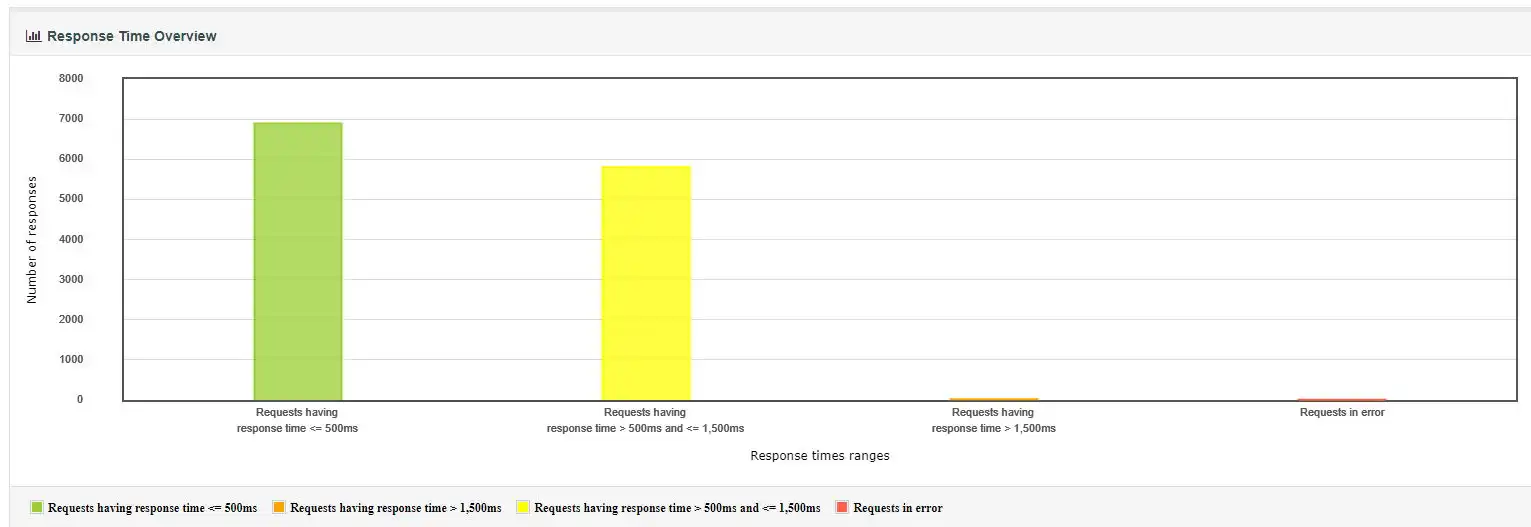 Response Time Overview
8000
7000
6000
5000
4000
3000
2000
1000
0
Number of responses
Requests having
response time <= 500ms
Requests having
response time > 500ms and <= 1,500ms
Requests having
response time > 1,500ms
Requests in error
Response times ranges
Requests having response time <= 500ms
Requests having response time > 1,500ms
Requests having response time > 500ms and <= 1,500ms
Requests in error